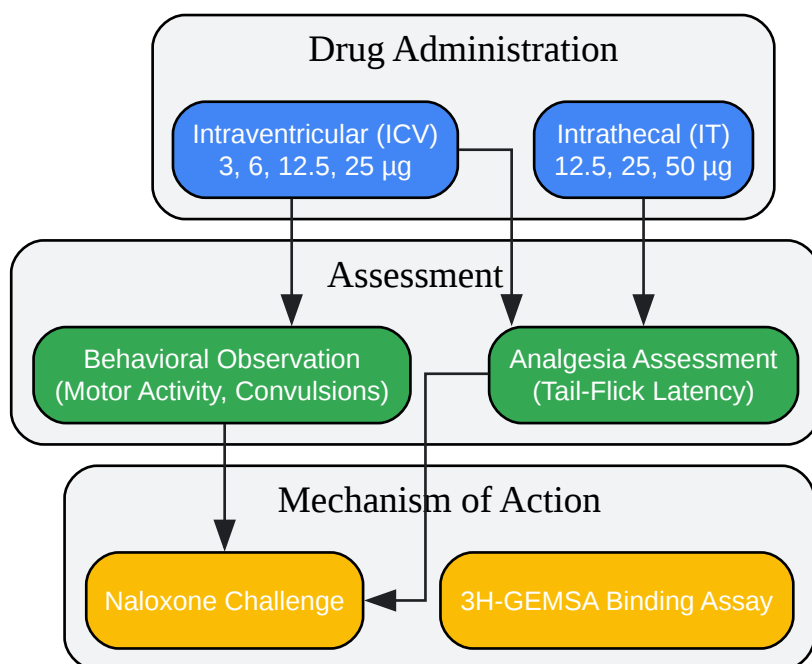 Drug Administration
Intraventricular (ICV)
3, 6, 12.5, 25 µg
Intrathecal (IT)
12.5, 25, 50 µg
Assessment
Behavioral Observation
(Motor Activity, Convulsions)
Analgesia Assessment
(Tail-Flick Latency)
Mechanism of Action
Naloxone Challenge
3H-GEMSA Binding Assay